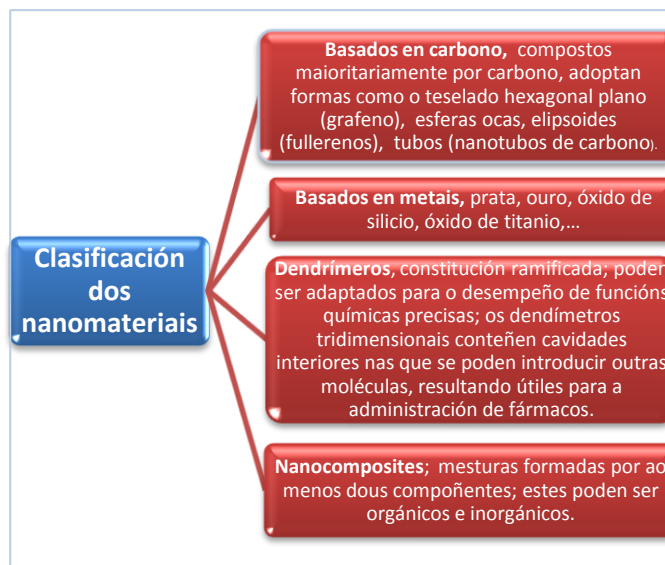 Clasificación
dos
nanomateriais
Basados en carbono, compostos
maioritariamente por carbono, adoptan
formas como o teselado hexagonal plano
(grafeno), esferas ocas, elipsoides
(fullerenos), tubos (nanotubos de carbono).
Basados en metais, prata, ouro, óxido de
silicio, óxido de titanio,...
Dendrímeros, constitución ramificada; poden
ser adaptados para o desempeño de funcións
químicas precisas; os dendímetros
tridimensionais conteñen cavidades
interiores nas que se poden introducir outras
moléculas, resultando útiles para a
administración de fármacos.
Nanocomposites; mesturas formadas por ao
menos dous compoñentes; estes poden ser
orgánicos e inorgánicos.